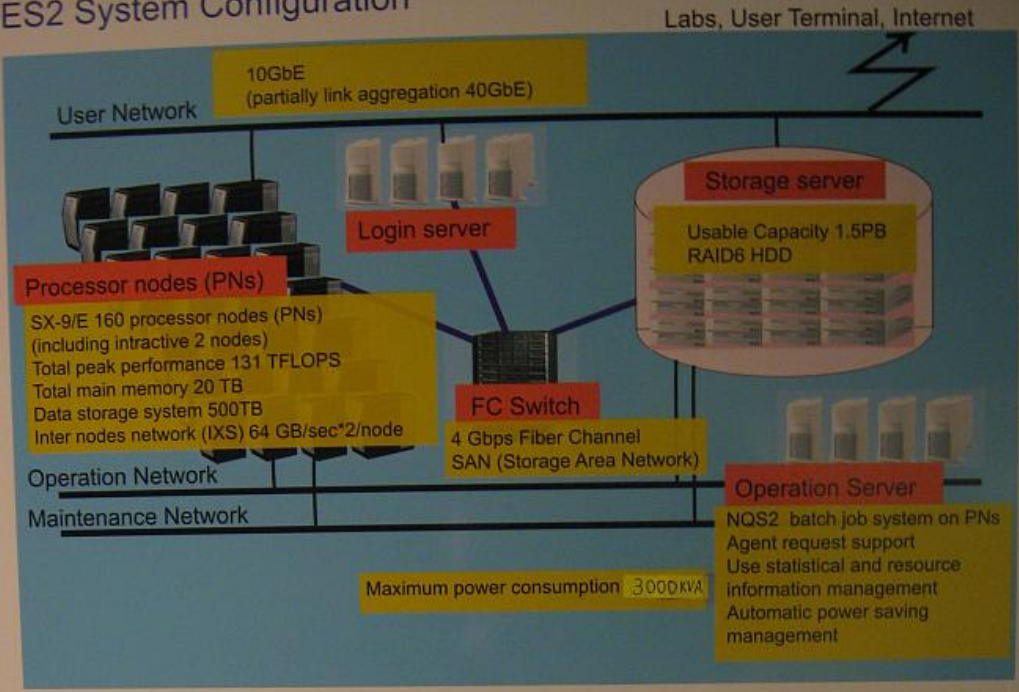 ES2 System Configuration
Labs, User Terminal, Internet
10GbE
(partially link aggregation 40GbE)
User Network
Storage server
Usable Capacity 1.5PB
RAID6 HDD
Login server
Processor nodes (PNs)
SX-9/E 160 processor nodes (PNs)
(including intractive 2 nodes)
Total peak performance 131 TFLOPS
Total main memory 20 TB
Data storage system 500TB
Inter nodes network (IXS) 64 GB/sec*2/node
FC Switch
4 Gbps Fiber Channel
SAN (Storage Area Network)
Operation Network
Maintenance Network
Operation Server
NQS2 batch job system on PNs
Agent request support
Use statistical and resource
information management
Automatic power saving
management
Maximum power consumption 3000KVA